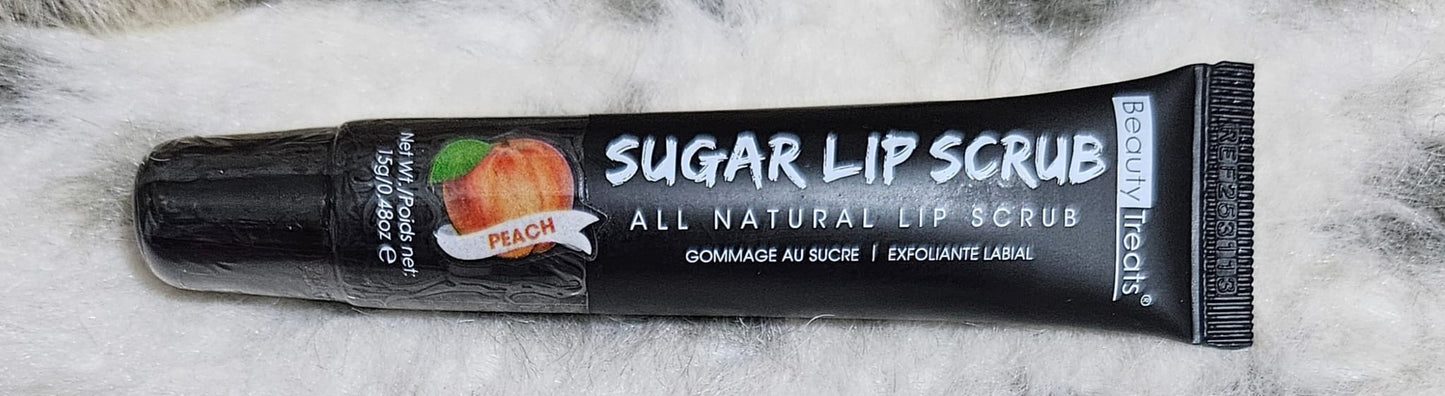 SUGAR LIP SCRUB
ALL NATURAL LIP SCRUB
GOMMAGE AU SUCRE | EXFOLIANTE LABIAL
PEACH
Net Wt./Poids net:
15g/0.48oz e
Beauty Treats®
REF253113